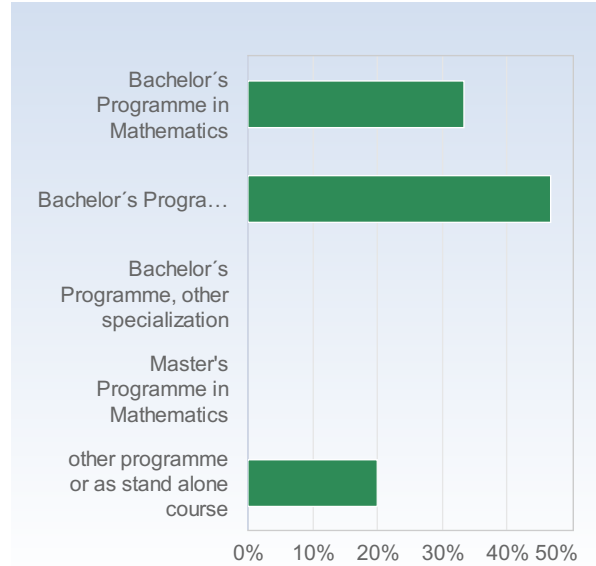 Bachelor´s
Programme in
Mathematics
Bachelor´s Progra…
Bachelor´s
Programme, other
specialization
Master's
Programme in
Mathematics
other programme
or as stand alone
course
0% 10% 20% 30% 40% 50%